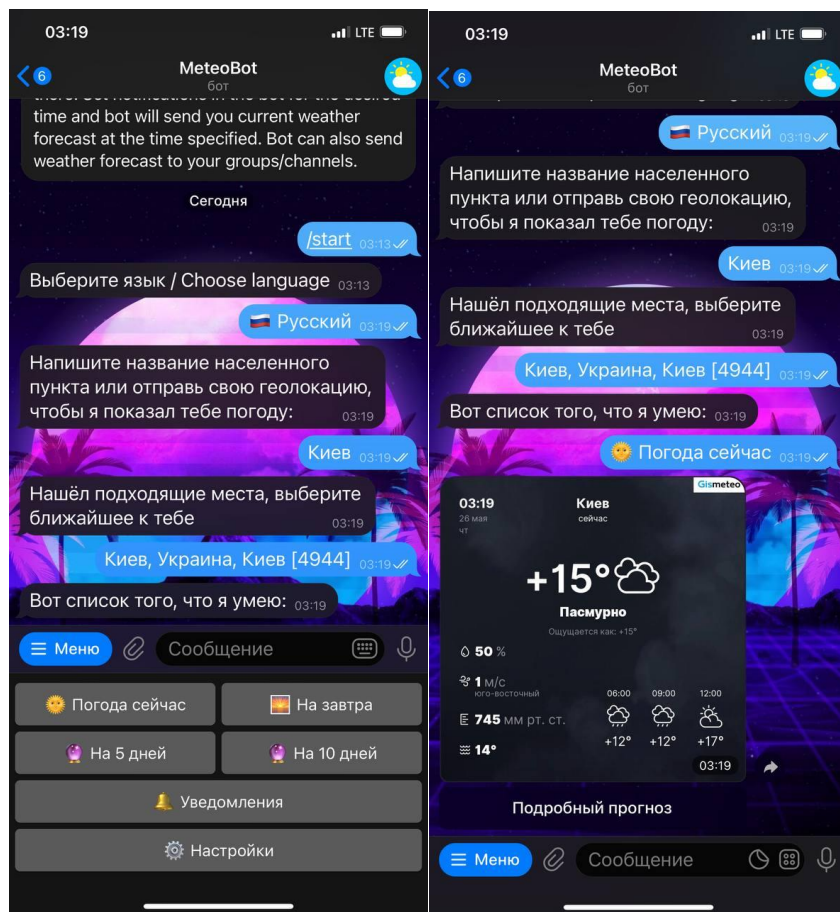 03:19
LTE
6
MeteoBot
бот
time and bot will send you current weather
forecast at the time specified. Bot can also send
weather forecast to your groups/channels.
Сегодня
/start 03:13
Выберите язык / Choose language 03:13
Русский 03:19
Напишите название населенного
пункта или отправь свою геолокацию,
чтобы я показал тебе погоду: 03:19
Киев 03:19
Нашёл подходящие места, выберите
ближайшее к тебе 03:19
Киев, Украина, Киев [4944] 03:19
Вот список того, что я умею: 03:19
Меню Сообщение
Погода сейчас На завтра
На 5 дней На 10 дней
Уведомления
Настройки
03:19
LTE
6
MeteoBot
бот
Русский 03:19
Напишите название населенного
пункта или отправь свою геолокацию,
чтобы я показал тебе погоду: 03:19
Киев 03:19
Нашёл подходящие места, выберите
ближайшее к тебе 03:19
Киев, Украина, Киев [4944] 03:19
Вот список того, что я умею: 03:19
Погода сейчас 03:19
Gismeteo
03:19 Киев
26 мая сейчас
чт
+15°
Пасмурно
Ощущается как: +15°
50 %
1 м/с
юго-восточный
745 мм рт. ст.
14°
06:00 09:00 12:00
+12° +12° +17°
03:19
Подробный прогноз
Меню Сообщение